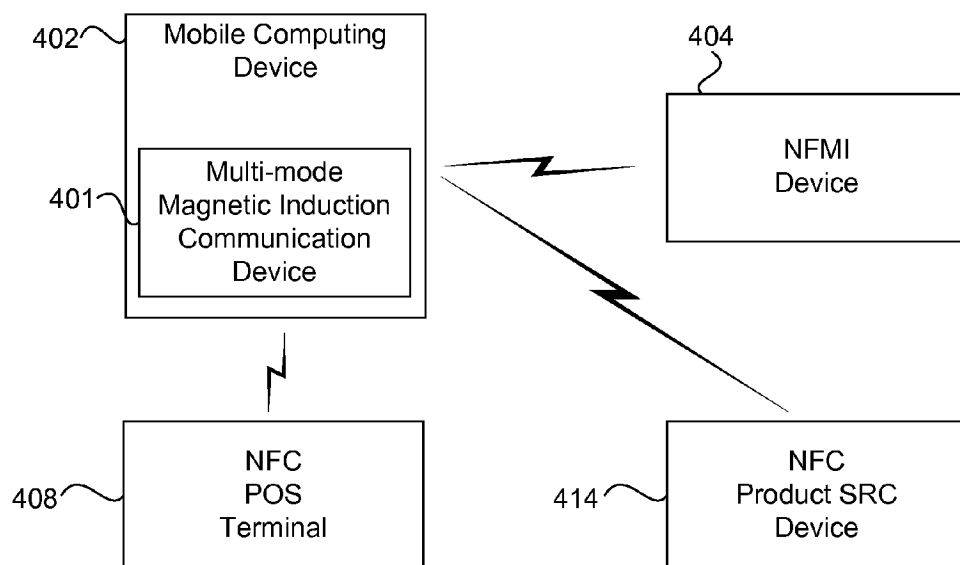 402
Mobile Computing
Device
401
Multi-mode
Magnetic Induction
Communication
Device
404
NFMI
Device
408
NFC
POS
Terminal
414
NFC
Product SRC
Device